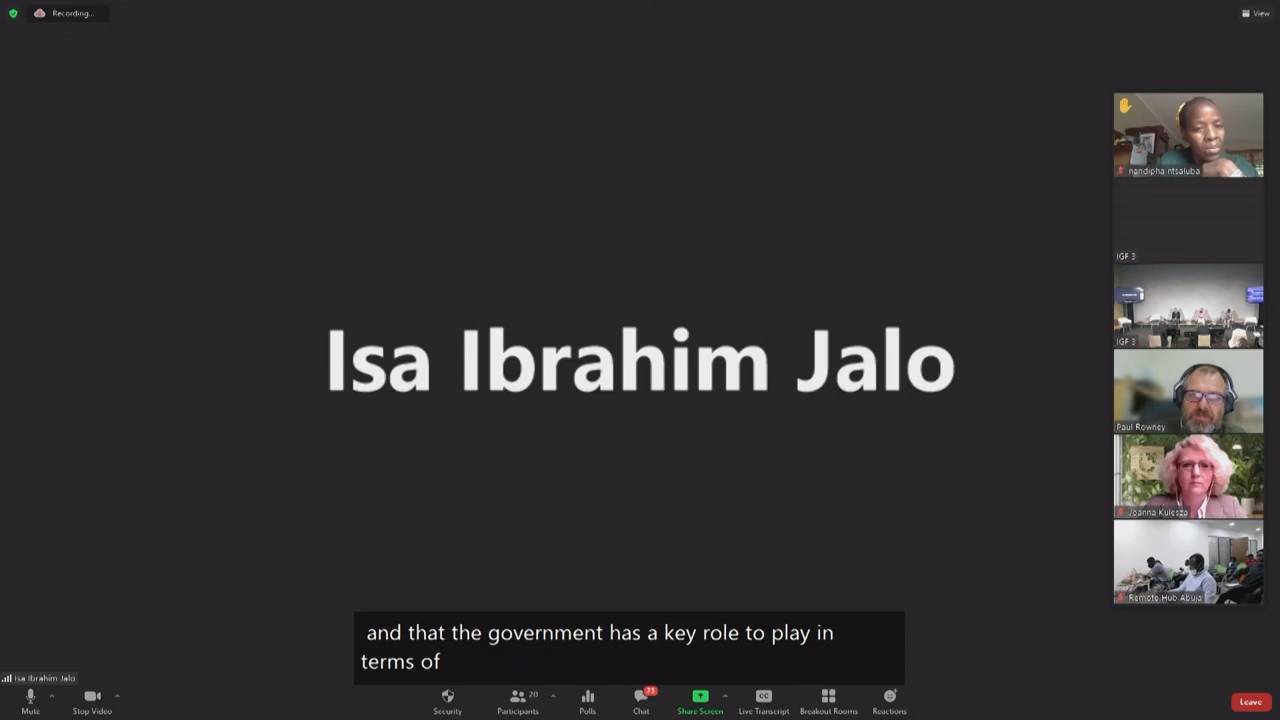 Recording...
View
nandipha ntsaluba
IGF 3
IGF 3
Paul Rowney
Joanna Kulesza
Remote Hub Abuja
Isa Ibrahim Jalo
and that the government has a key role to play in
terms of
Isa Ibrahim Jalo
Mute
Stop Video
Security
Participants
20
Polls
Chat
21
Share Screen
CC
Live Transcript
Breakout Rooms
Reactions
Leave